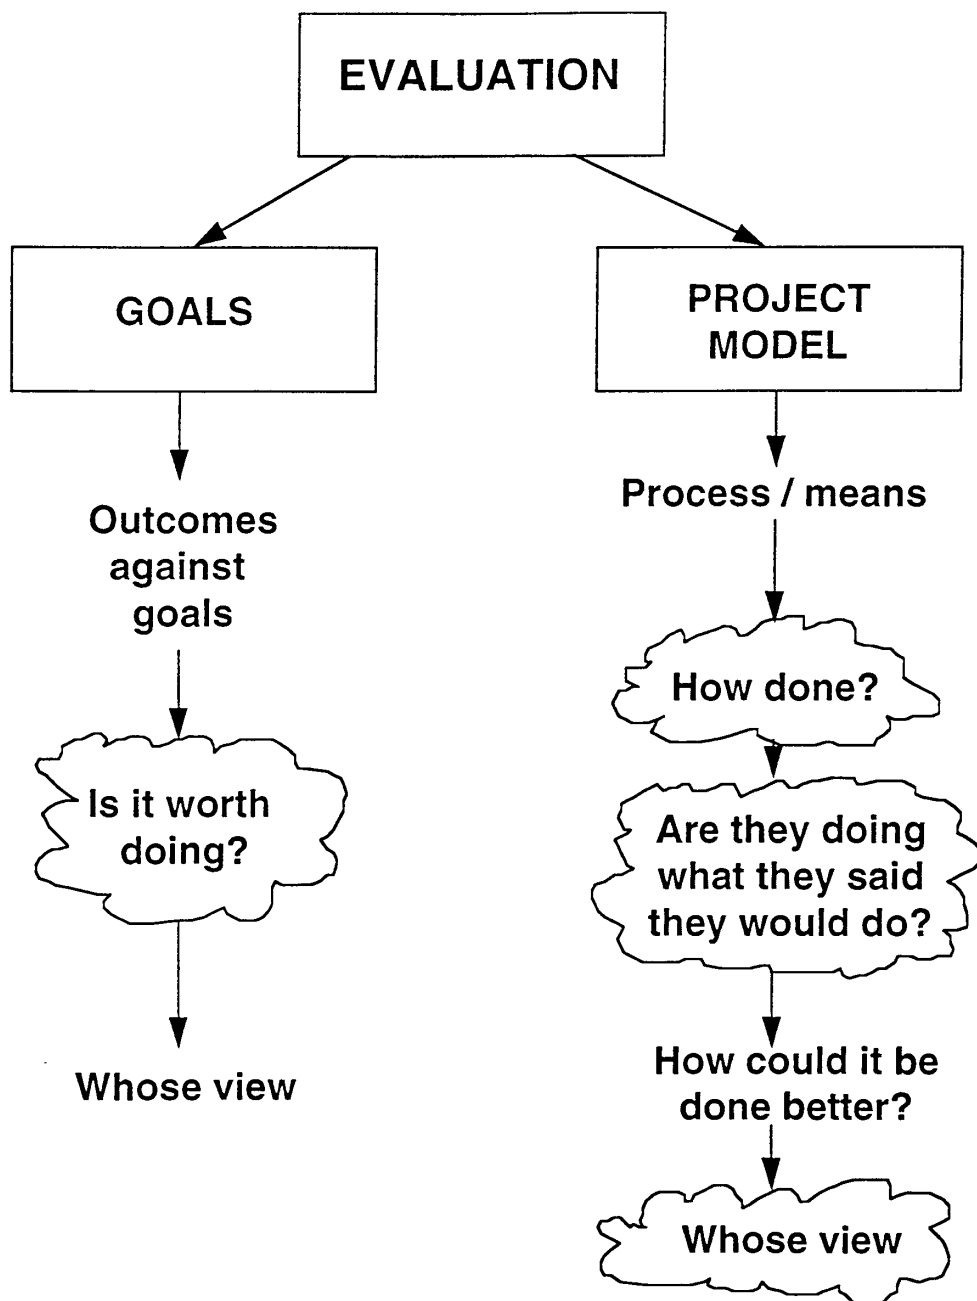 EVALUATION
GOALS
Outcomes
against
goals
Is it worth
doing?
Whose view
PROJECT
MODEL
Process / means
How done?
Are they doing
what they said
they would do?
How could it be
done better?
Whose view